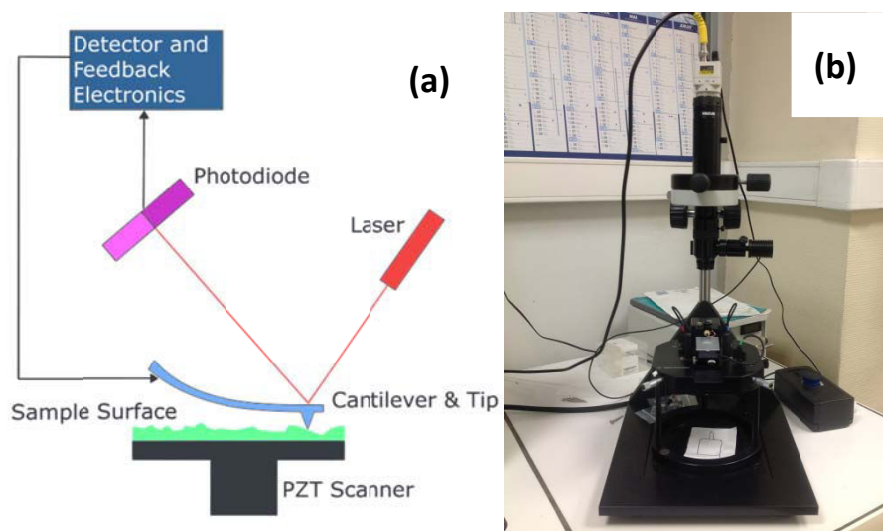 Detector and
Feedback
Electronics
(a)
Photodiode
Laser
Cantilever & Tip
Sample Surface
PZT Scanner
(b)